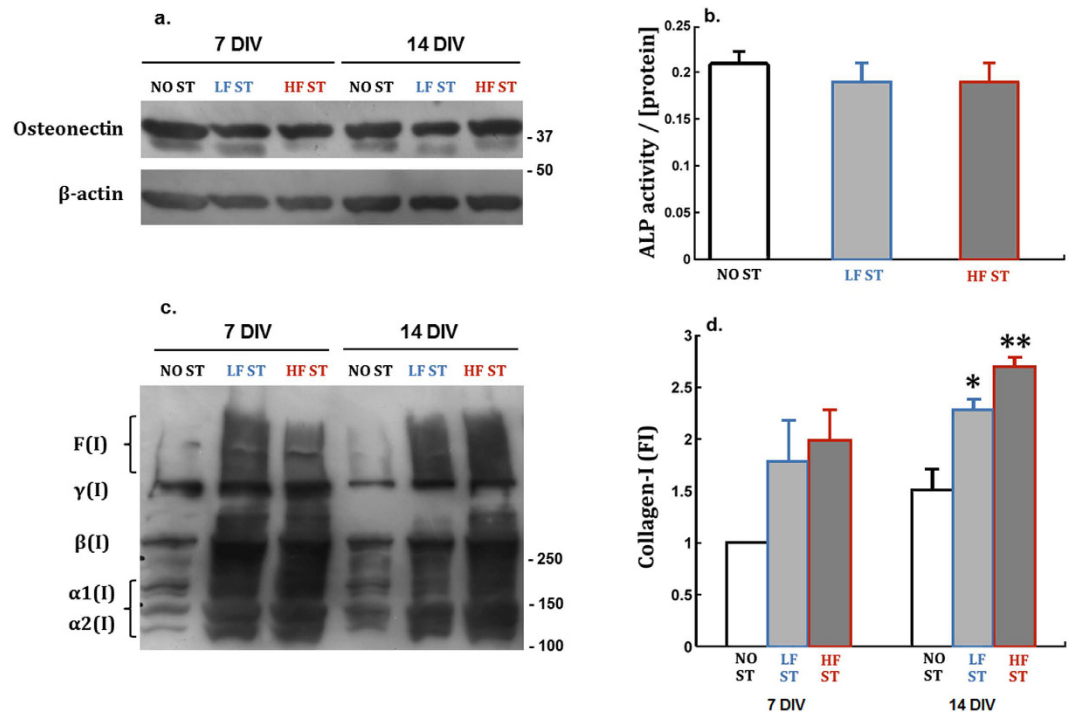 a.
7 DIV 14 DIV
NO ST LF ST HF ST NO ST LF ST HF ST
Osteonectin
- 37
- 50
β-actin
b.
ALP activity / [protein]
0.25
0.2
0.15
0.1
0.05
0
NO ST LF ST HF ST
c.
7 DIV 14 DIV
NO ST LF ST HF ST NO ST LF ST HF ST
F(I)
γ(I)
β(I)
- 250
α1(I)
- 150
α2(I)
- 100
d.
Collagen-I (FI)
3
2.5
2
1.5
1
0.5
0
*
**
NO LF HF NO LF HF
ST ST ST ST ST ST
7 DIV 14 DIV